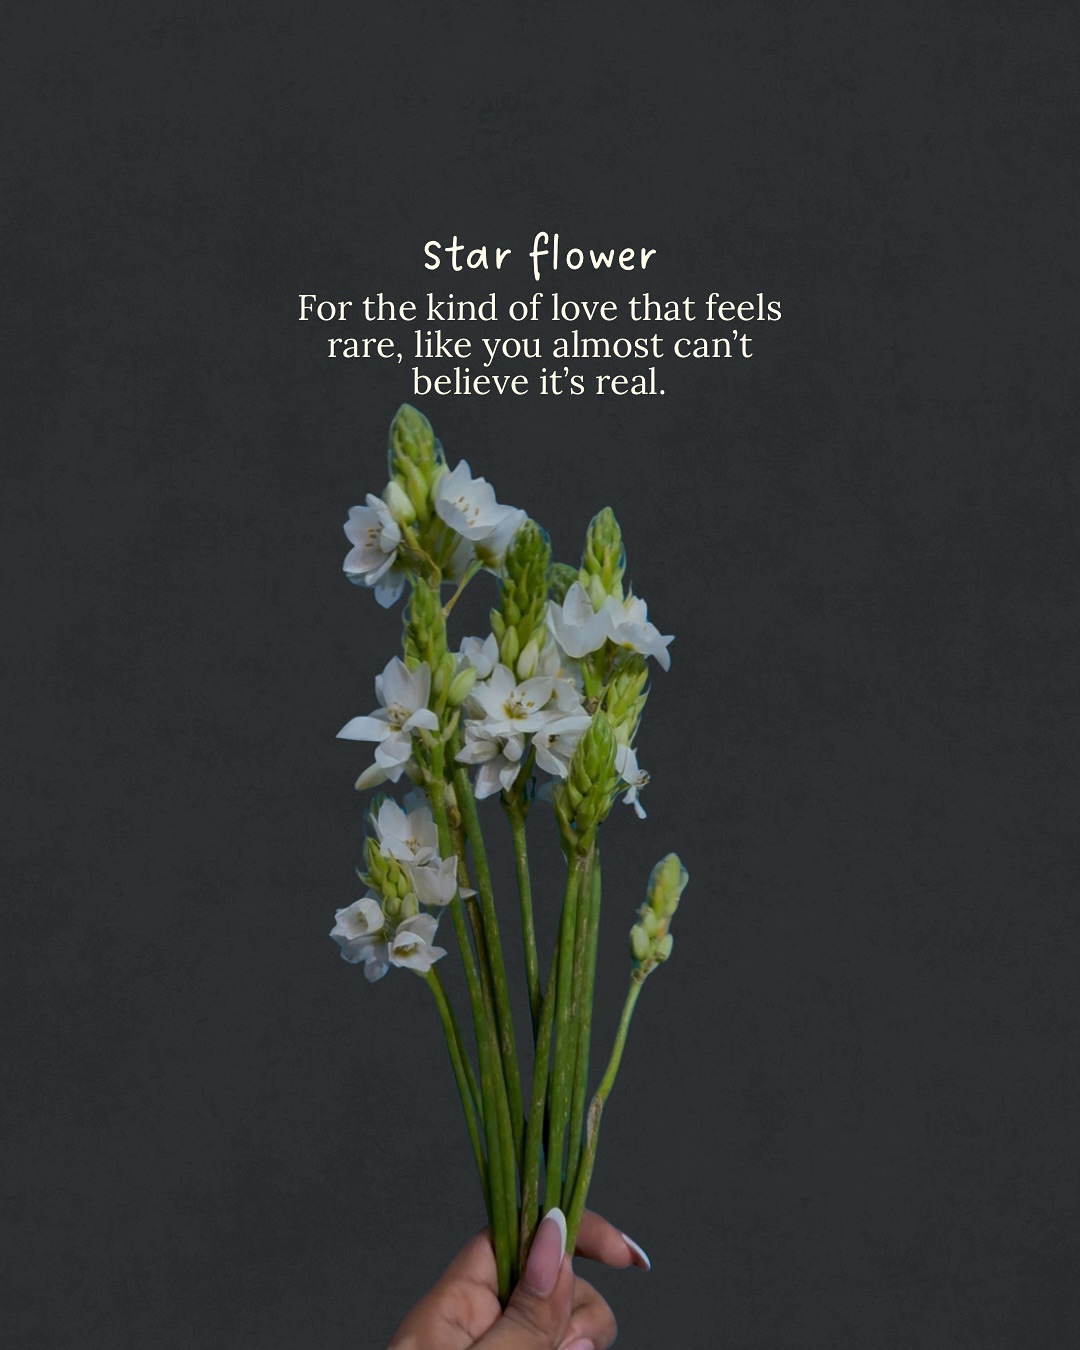 Star flower
For the kind of love that feels
rare, like you almost can’t
believe it’s real.